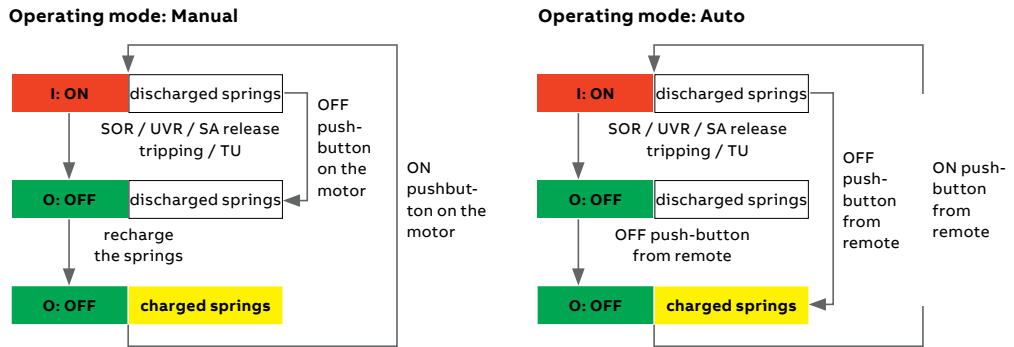 Operating mode: Manual
I: ON
discharged springs
SOR / UVR / SA release
tripping / TU
OFF
push-
button
on the
motor
O: OFF
discharged springs
recharge
the springs
ON
pushbut-
ton on the
motor
O: OFF
charged springs
Operating mode: Auto
I: ON
discharged springs
SOR / UVR / SA release
tripping / TU
O: OFF
discharged springs
OFF push-button
from remote
OFF
push-
button
from
remote
ON push-
button
from
remote
O: OFF
charged springs